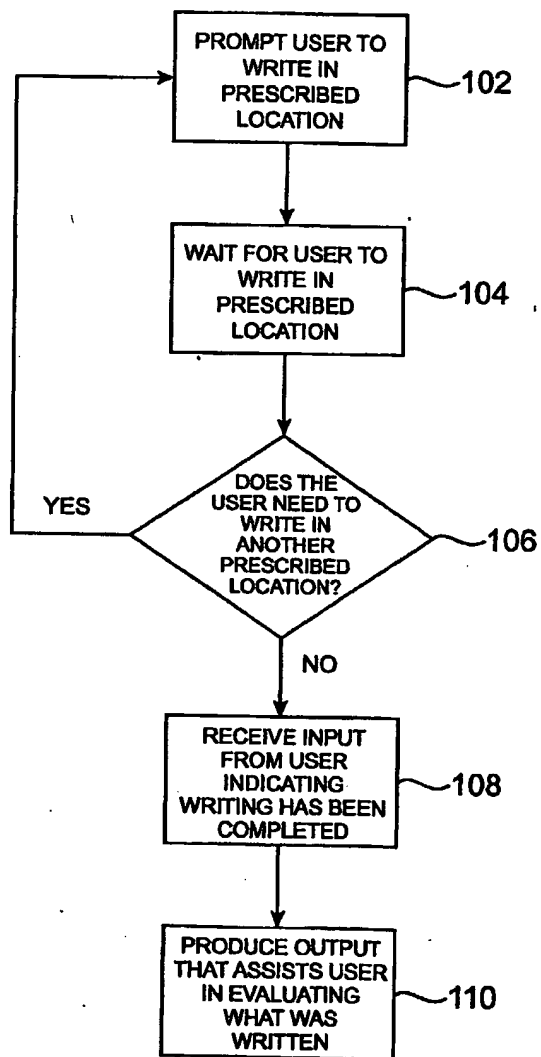 PROMPT USER TO
WRITE IN
PRESCRIBED
LOCATION
102
WAIT FOR USER TO
WRITE IN
PRESCRIBED
LOCATION
104
DOES THE
USER NEED TO
WRITE IN
ANOTHER
PRESCRIBED
LOCATION?
YES
106
NO
RECEIVE INPUT
FROM USER
INDICATING
WRITING HAS BEEN
COMPLETED
108
PRODUCE OUTPUT
THAT ASSISTS USER
IN EVALUATING
WHAT WAS
WRITTEN
110